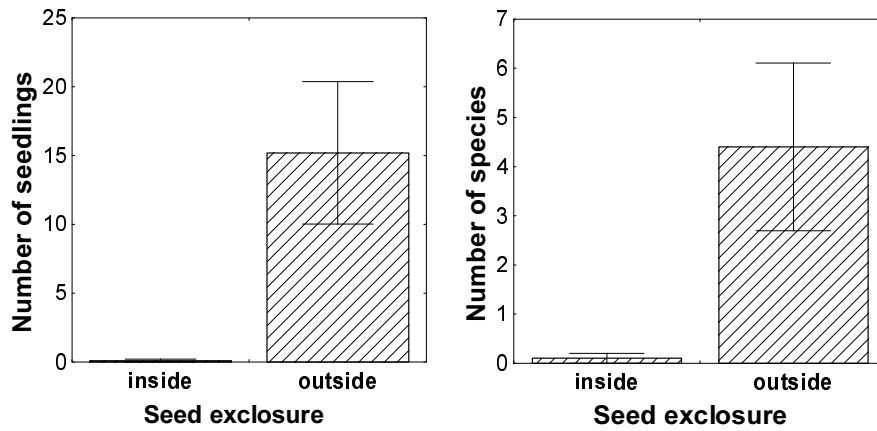 Number of seedlings
25
20
15
10
5
0
inside outside
Seed exclosure
Number of species
7
6
5
4
3
2
1
0
inside outside
Seed exclosure